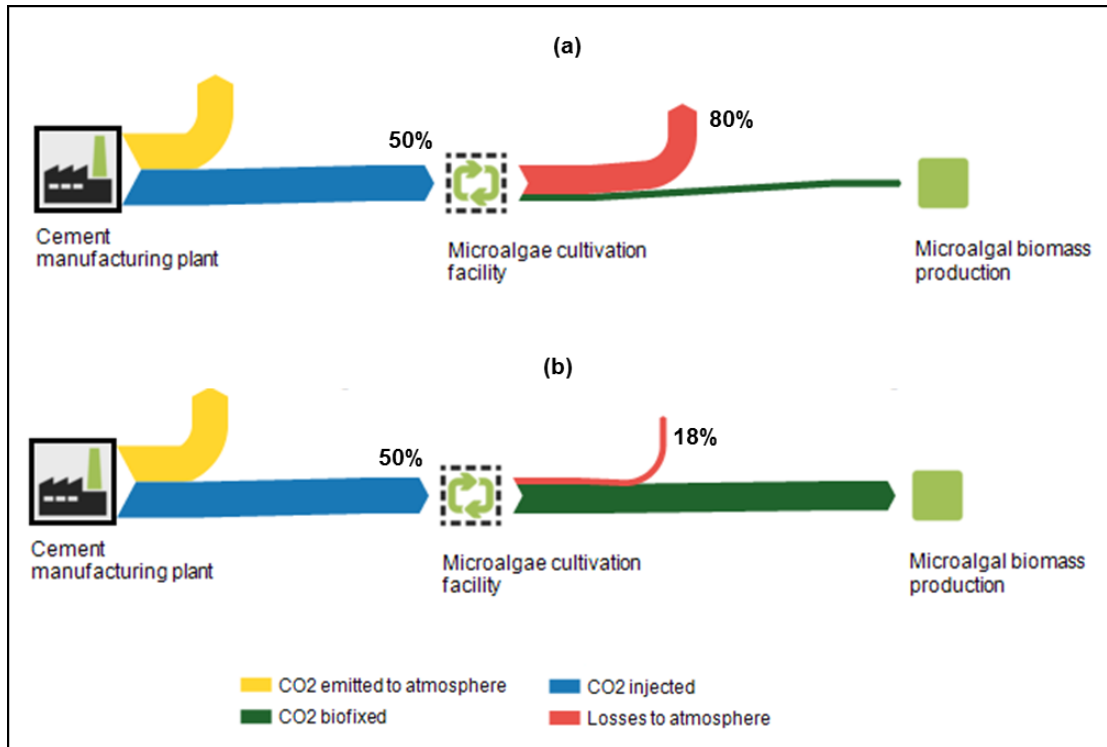 (a)
50%
80%
Cement
manufacturing plant
Microalgae cultivation
facility
Microalgal biomass
production
(b)
50%
18%
Cement
manufacturing plant
Microalgae cultivation
facility
Microalgal biomass
production
CO2 emitted to atmosphere
CO2 injected
CO2 biofixed
Losses to atmosphere